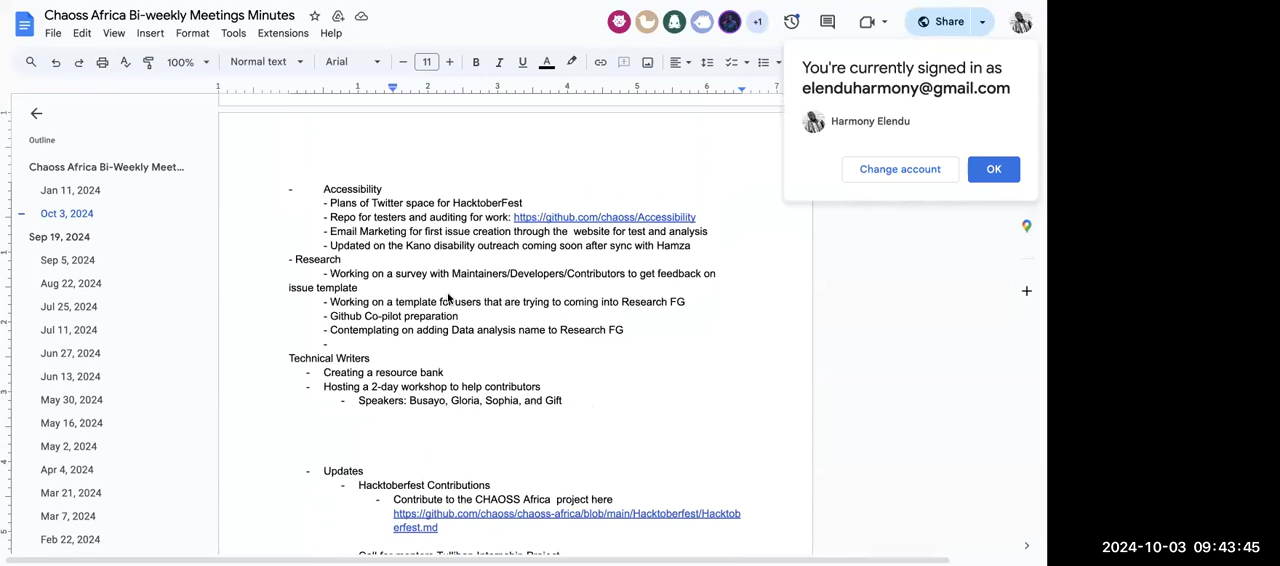 Chaoss Africa Bi-weekly Meetings Minutes
File Edit View Insert Format Tools Extensions Help
+1
Share
100% Normal text Arial 11 B I U A
You're currently signed in as
elenduharmony@gmail.com
Harmony Elendu
Change account OK
1 1 2 3 4 5 6 7
Outline
Chaoss Africa Bi-Weekly Meet...
Jan 11, 2024
Oct 3, 2024
Sep 19, 2024
Sep 5, 2024
Aug 22, 2024
Jul 25, 2024
Jul 11, 2024
Jun 27, 2024
Jun 13, 2024
May 30, 2024
May 16, 2024
May 2, 2024
Apr 4, 2024
Mar 21, 2024
Mar 7, 2024
Feb 22, 2024
- Accessibility
- Plans of Twitter space for HacktoberFest
- Repo for testers and auditing for work: https://github.com/chaoss/Accessibility
- Email Marketing for first issue creation through the website for test and analysis
- Updated on the Kano disability outreach coming soon after sync with Hamza
- Research
- Working on a survey with Maintainers/Developers/Contributors to get feedback on
issue template
- Working on a template for users that are trying to coming into Research FG
- Github Co-pilot preparation
- Contemplating on adding Data analysis name to Research FG
-
Technical Writers
- Creating a resource bank
- Hosting a 2-day workshop to help contributors
- Speakers: Busayo, Gloria, Sophia, and Gift
- Updates
- Hacktoberfest Contributions
- Contribute to the CHAOSS Africa project here
https://github.com/chaoss/chaoss-africa/blob/main/Hacktoberfest/Hacktob
erfest.md
2024-10-03 09:43:45